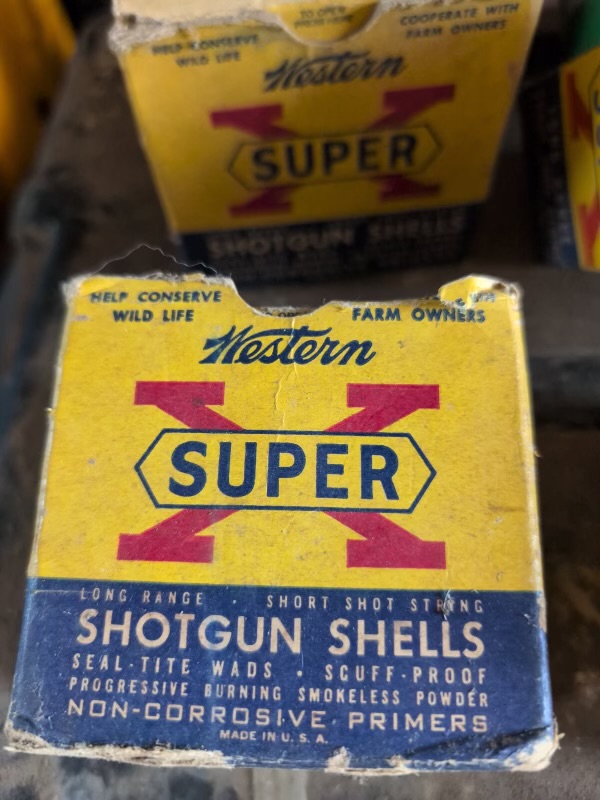 TO OPEN
HELP CONSERVE
WILD LIFE
COOPERATE WITH
FARM OWNERS
Western
X
SUPER
SHOTGUN SHELLS
HELP CONSERVE
WILD LIFE
FARM OWNERS
Western
X
SUPER
LONG RANGE · SHORT SHOT STRING
SHOTGUN SHELLS
SEAL-TITE WADS · SCUFF-PROOF
PROGRESSIVE BURNING SMOKELESS POWDER
NON-CORROSIVE PRIMERS
MADE IN U. S. A.